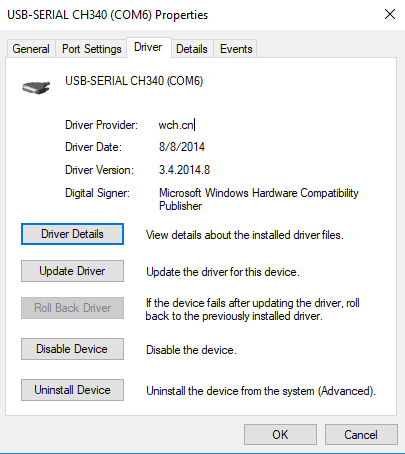 USB-SERIAL CH340 (COM6) Properties
General Port Settings Driver Details Events
USB-SERIAL CH340 (COM6)
Driver Provider: wch.cn
Driver Date: 8/8/2014
Driver Version: 3.4.2014.8
Digital Signer: Microsoft Windows Hardware Compatibility
Publisher
Driver Details View details about the installed driver files.
Update Driver Update the driver for this device.
Roll Back Driver If the device fails after updating the driver, roll
back to the previously installed driver.
Disable Device Disable the device.
Uninstall Device Uninstall the device from the system (Advanced).
OK Cancel